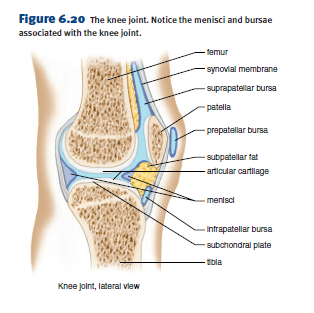 Figure 6.20 The knee joint. Notice the menisci and bursae
associated with the knee joint.
femur
synovial membrane
suprapatellar bursa
patella
prepatellar bursa
subpatellar fat
articular cartilage
menisci
infrapatellar bursa
subchondral plate
tibia
Knee joint, lateral view